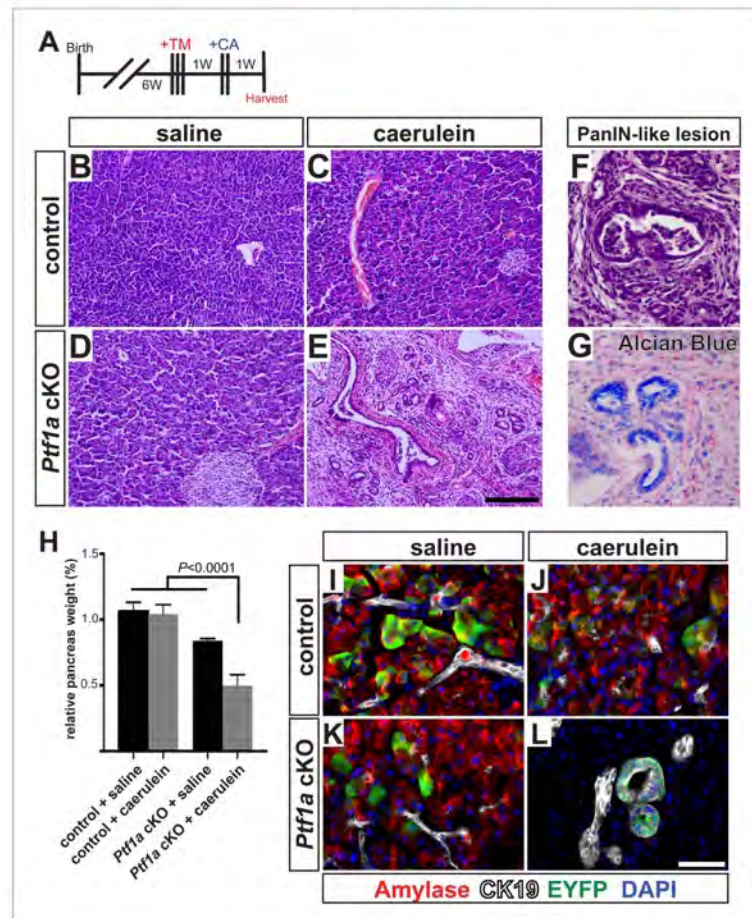 A
Birth
+TM
+CA
6W
1W
1W
Harvest
saline
caerulein
PanIN-like lesion
control
B
C
F
Ptf1a cKO
D
E
G
Alcian Blue
H
relative pancreas weight (%)
1.5
1.0
0.5
P<0.0001
control + saline
control + caerulein
Ptf1a cKO + saline
Ptf1a cKO + caerulein
saline
caerulein
control
I
J
Ptf1a cKO
K
L
Amylase CK19 EYFP DAPI